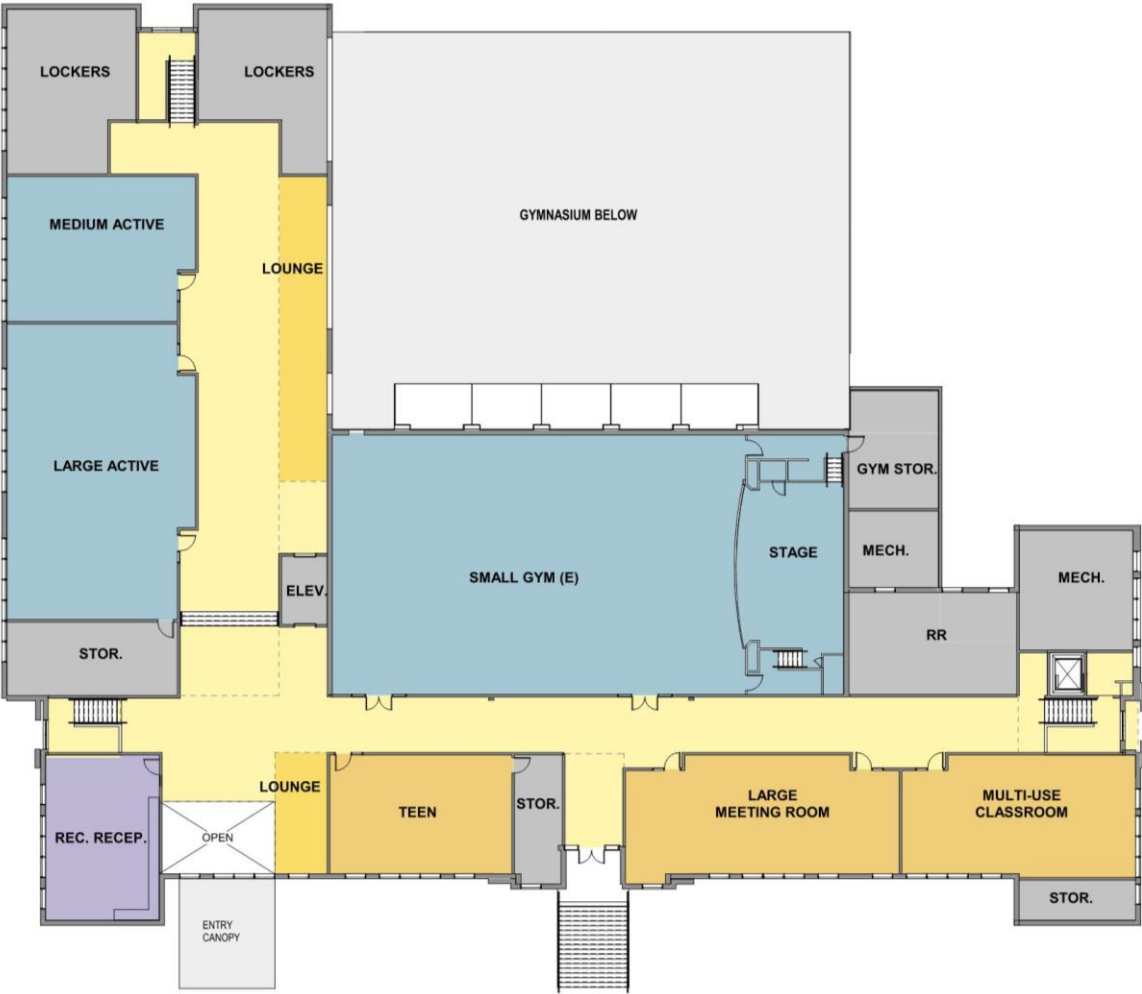 LOCKERS
LOCKERS
MEDIUM ACTIVE
GYMNASIUM BELOW
LOUNGE
LARGE ACTIVE
GYM STOR.
STAGE
MECH.
SMALL GYM (E)
ELEV.
MECH.
RR
STOR.
LOUNGE
TEEN
STOR.
LARGE
MEETING ROOM
MULTI-USE
CLASSROOM
REC. RECEP.
OPEN
STOR.
ENTRY
CANOPY